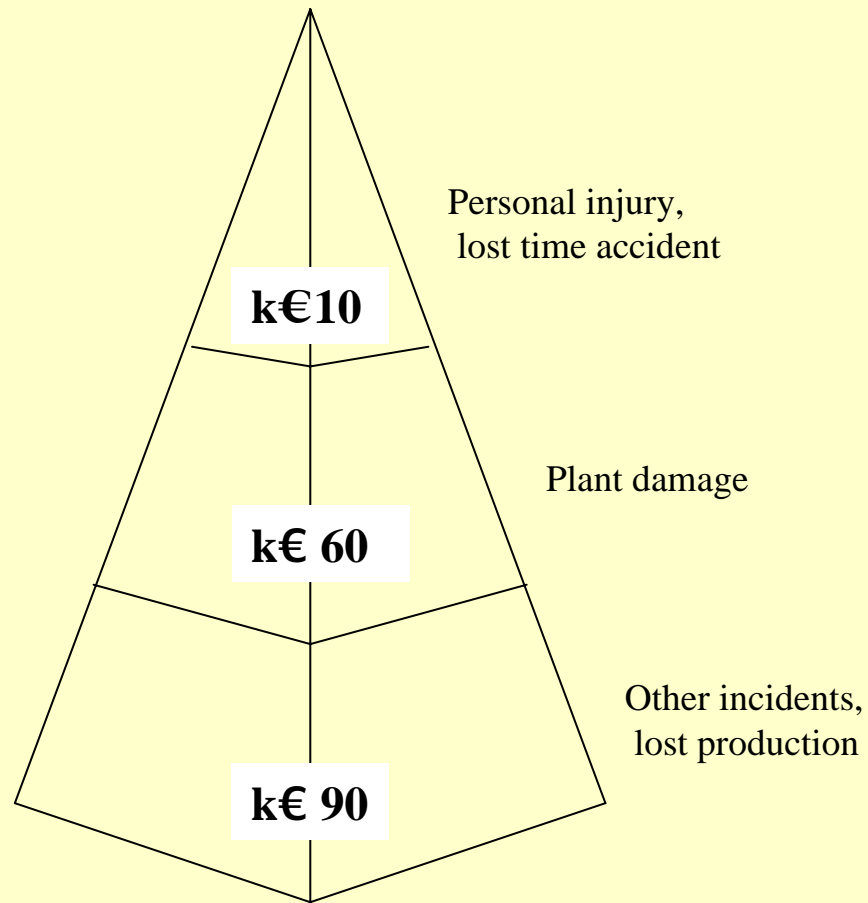 Personal injury,
lost time accident
k€10
Plant damage
k€ 60
Other incidents,
lost production
k€ 90